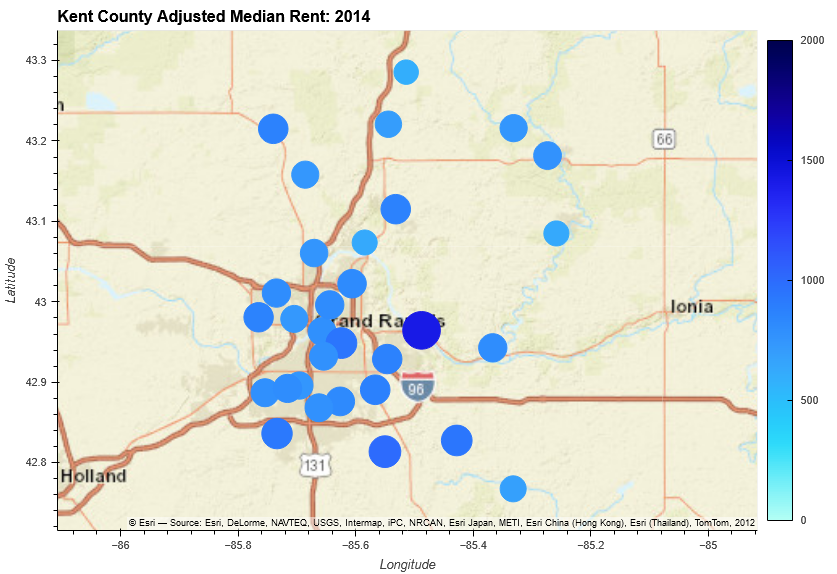 Kent County Adjusted Median Rent: 2014
43.3
43.2
43.1
43
42.9
42.8
Latitude
n
66
Ionia
rand Ra s
96
131
Holland
© Esri — Source: Esri, DeLorme, NAVTEQ, USGS, Intermap, iPC, NRCAN, Esri Japan, METI, Esri China (Hong Kong), Esri (Thailand), TomTom, 2012
−86
−85.8
−85.6
−85.4
−85.2
−85
Longitude
2000
1500
1000
500
0